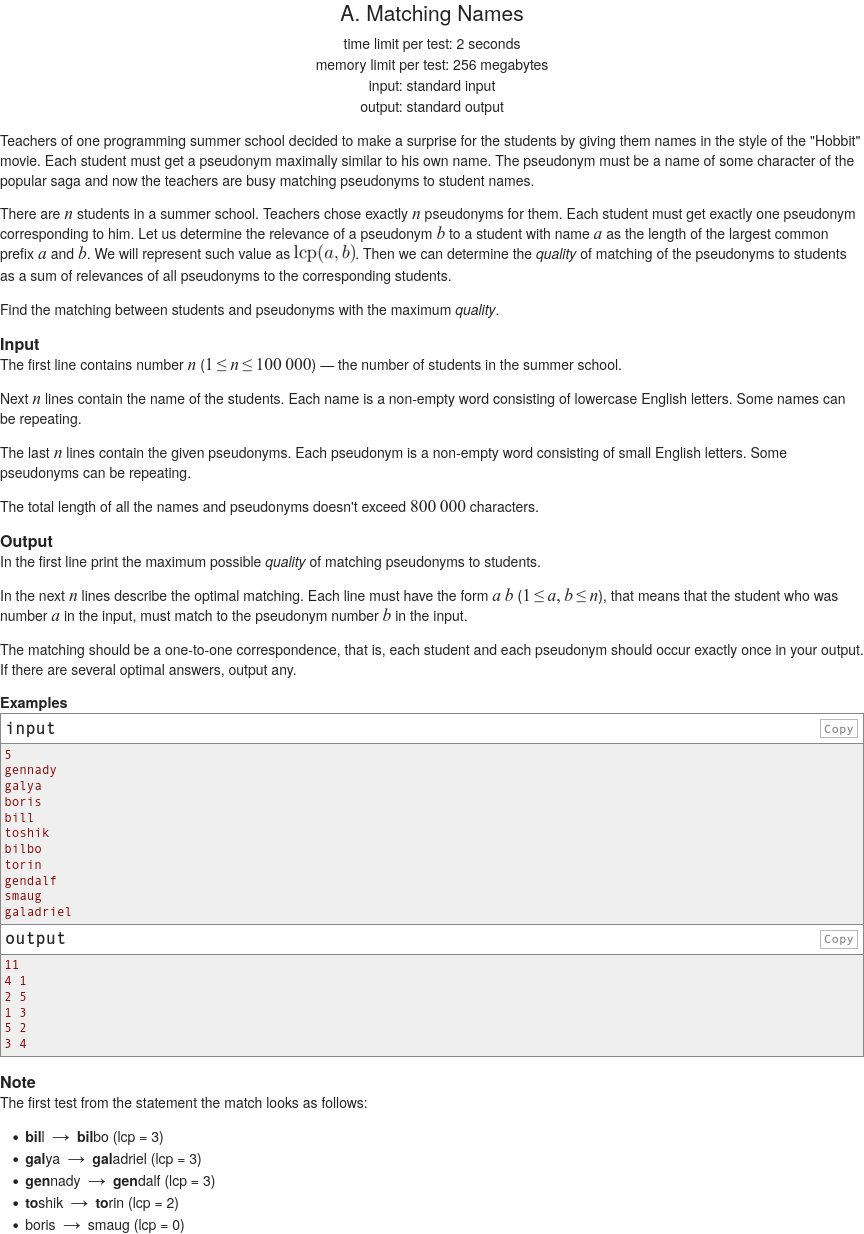 A. Matching Names
time limit per test: 2 seconds
memory limit per test: 256 megabytes
input: standard input
output: standard output
Teachers of one programming summer school decided to make a surprise for the students by giving them names in the style of the "Hobbit"
movie. Each student must get a pseudonym maximally similar to his own name. The pseudonym must be a name of some character of the
popular saga and now the teachers are busy matching pseudonyms to student names.
There are n students in a summer school. Teachers chose exactly n pseudonyms for them. Each student must get exactly one pseudonym
corresponding to him. Let us determine the relevance of a pseudonym b to a student with name a as the length of the largest common
prefix a and b. We will represent such value as lcp(a, b). Then we can determine the quality of matching of the pseudonyms to students
as a sum of relevances of all pseudonyms to the corresponding students.
Find the matching between students and pseudonyms with the maximum quality.
Input
The first line contains number n (1 ≤ n ≤ 100 000) — the number of students in the summer school.
Next n lines contain the name of the students. Each name is a non-empty word consisting of lowercase English letters. Some names can
be repeating.
The last n lines contain the given pseudonyms. Each pseudonym is a non-empty word consisting of small English letters. Some
pseudonyms can be repeating.
The total length of all the names and pseudonyms doesn't exceed 800 000 characters.
Output
In the first line print the maximum possible quality of matching pseudonyms to students.
In the next n lines describe the optimal matching. Each line must have the form a b (1 ≤ a, b ≤ n), that means that the student who was
number a in the input, must match to the pseudonym number b in the input.
The matching should be a one-to-one correspondence, that is, each student and each pseudonym should occur exactly once in your output.
If there are several optimal answers, output any.
Examples
input Copy
5
gennady
galya
boris
bill
toshik
bilbo
torin
gendalf
smaug
galadriel
output Copy
11
4 1
2 5
1 3
5 2
3 4
Note
The first test from the statement the match looks as follows:
• bill → bilbo (lcp = 3)
• galya → galadriel (lcp = 3)
• gennady → gendalf (lcp = 3)
• toshik → torin (lcp = 2)
• boris → smaug (lcp = 0)